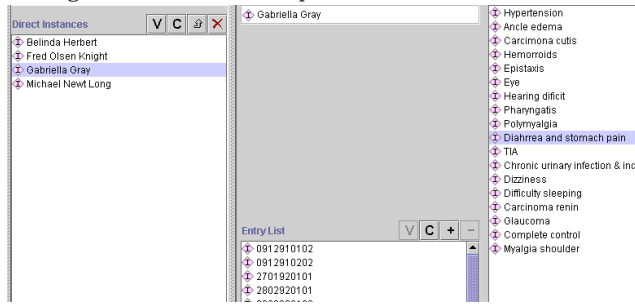 Direct Instances V C
Belinda Herbert
Fred Olsen Knight
Gabriella Gray
Michael Newt Long
Gabriella Gray
Entry List V C + -
0912910102
0912910202
2701920101
2802920101
Hypertension
Ancle edema
Carcimona cutis
Hemorroids
Epistaxis
Eye
Hearing dificit
Pharyngatis
Polymyalgia
Diahrrea and stomach pain
TIA
Chronic urinary infection & inc
Dizziness
Difficulty sleeping
Carcinoma renin
Glaucoma
Complete control
Myalgia shoulder